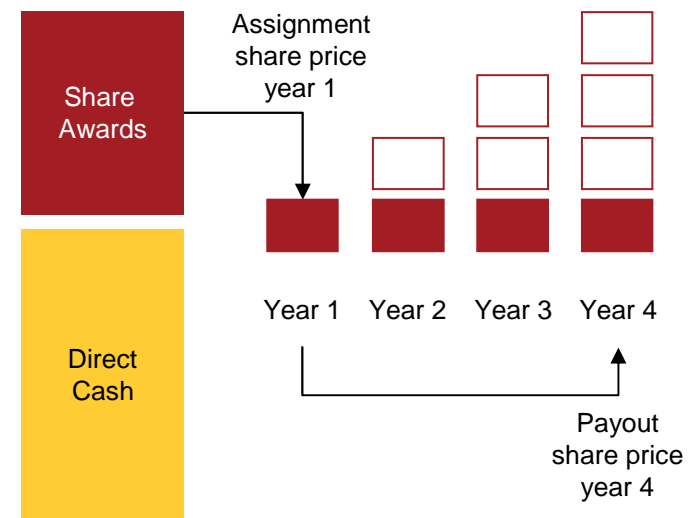 Assignment
share price
year 1
Share
Awards
Year 1 Year 2 Year 3 Year 4
Direct
Cash
Payout
share price
year 4